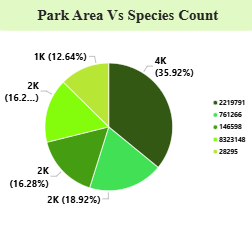 Park Area Vs Species Count
1K (12.64%)
4K
(35.92%)
2K
(16.2...)
2K
(16.28%)
2K (18.92%)
2219791
761266
146598
8323148
28295